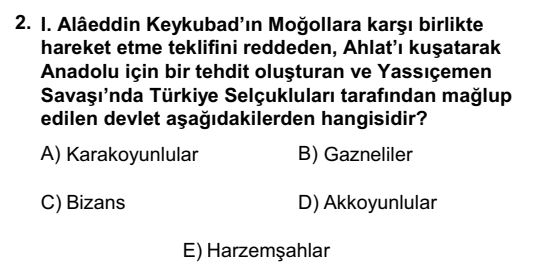 2. I. Alâeddin Keykubad’ın Moğollara karşı birlikte
hareket etme teklifini reddeden, Ahlat’ı kuşatarak
Anadolu için bir tehdit oluşturan ve Yassıçemen
Savaşı’nda Türkiye Selçukluları tarafından mağlup
edilen devlet aşağıdakilerden hangisidir?
A) Karakoyunlular B) Gazneliler
C) Bizans D) Akkoyunlular
E) Harzemşahlar